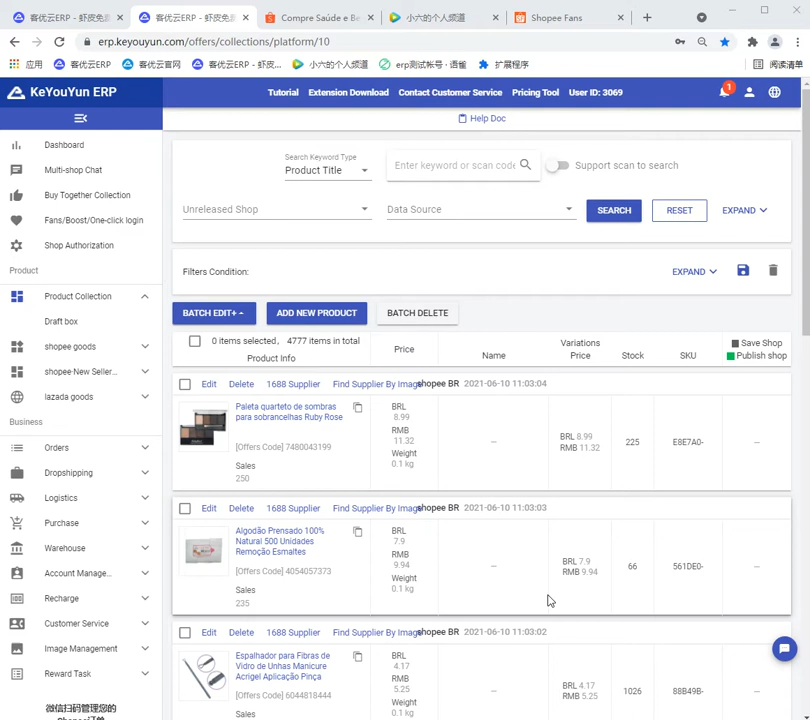 客优云ERP - 虾皮免
客优云ERP - 虾皮免
Compre Saúde e Be
小六的个人频道
Shopee Fans
erp.keyouyun.com/offers/collections/platform/10
应用
客优云ERP
客优云官网
客优云ERP - 虾皮...
小六的个人频道
erp测试帐号 · 语雀
扩展程序
阅读清单
KeYouYun ERP
Tutorial
Extension Download
Contact Customer Service
Pricing Tool
User ID: 3069
1
Help Doc
Dashboard
Multi-shop Chat
Buy Together Collection
Fans/Boost/One-click login
Shop Authorization
Product
Product Collection
Draft box
shopee goods
shopee-New Seller...
lazada goods
Business
Orders
Dropshipping
Logistics
Purchase
Warehouse
Account Manage...
Recharge
Customer Service
Image Management
Reward Task
微信扫码管理您的
Search Keyword Type
Product Title
Enter keyword or scan code
Support scan to search
Unreleased Shop
Data Source
SEARCH
RESET
EXPAND
Filters Condition:
EXPAND
BATCH EDIT+
ADD NEW PRODUCT
BATCH DELETE
0 items selected， 4777 items in total
Product Info
Price
Name
Variations
Price
Stock
SKU
Save Shop
Publish shop
Edit Delete 1688 Supplier Find Supplier By Image shopee BR 2021-06-10 11:03:04
Paleta quarteto de sombras
para sobrancelhas Ruby Rose
[Offers Code] 7480043199
Sales
250
BRL
8.99
RMB
11.32
Weight
0.1 kg
—
BRL 8.99
RMB 11.32
225
E8E7A0-
—
Edit Delete 1688 Supplier Find Supplier By Image shopee BR 2021-06-10 11:03:03
Algodão Prensado 100%
Natural 500 Unidades
Remoção Esmaltes
[Offers Code] 4054057373
Sales
235
BRL
7.9
RMB
9.94
Weight
0.1 kg
—
BRL 7.9
RMB 9.94
66
561DE0-
—
Edit Delete 1688 Supplier Find Supplier By Image shopee BR 2021-06-10 11:03:02
Espalhador para Fibras de
Vidro de Unhas Manicure
Acrigel Aplicação Pinça
[Offers Code] 6044818444
Sales
BRL
4.17
RMB
5.25
Weight
0.1 kg
—
BRL 4.17
RMB 5.25
1026
88B49B-
—